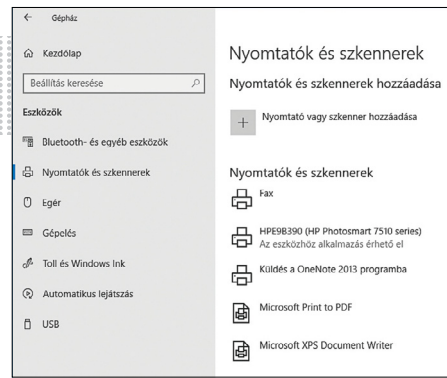 Gépház
Kezdőlap
Beállítás keresése
Eszközök
Bluetooth- és egyéb eszközök
Nyomtatók és szkennerek
Egér
Gépelés
Toll és Windows Ink
Automatikus lejátszás
USB
Nyomtatók és szkennerek
Nyomtatók és szkennerek hozzáadása
Nyomtató vagy szkenner hozzáadása
Nyomtatók és szkennerek
Fax
HPE9B390 (HP Photosmart 7510 series)
Az eszközhöz alkalmazás érhető el
Küldés a OneNote 2013 programba
Microsoft Print to PDF
Microsoft XPS Document Writer